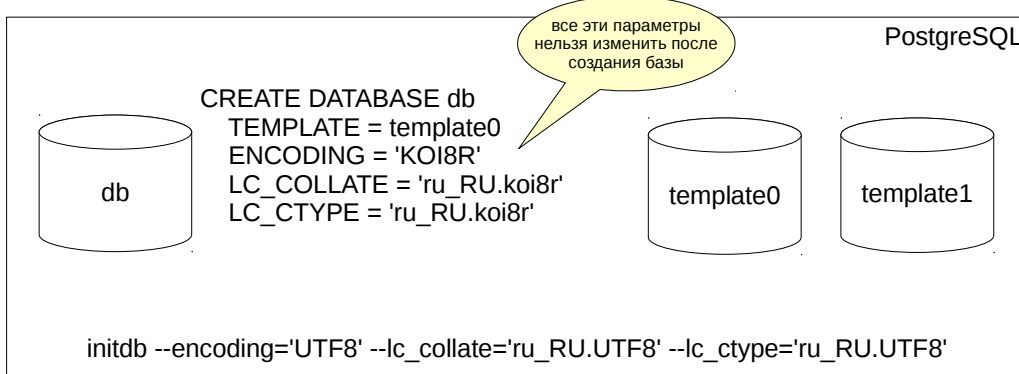 все эти параметры
нельзя изменить после
создания базы
PostgreSQL
CREATE DATABASE db
TEMPLATE = template0
ENCODING = 'KOI8R'
LC_COLLATE = 'ru_RU.koi8r'
LC_CTYPE = 'ru_RU.koi8r'
db
template0
template1
initdb --encoding='UTF8' --lc_collate='ru_RU.UTF8' --lc_ctype='ru_RU.UTF8'